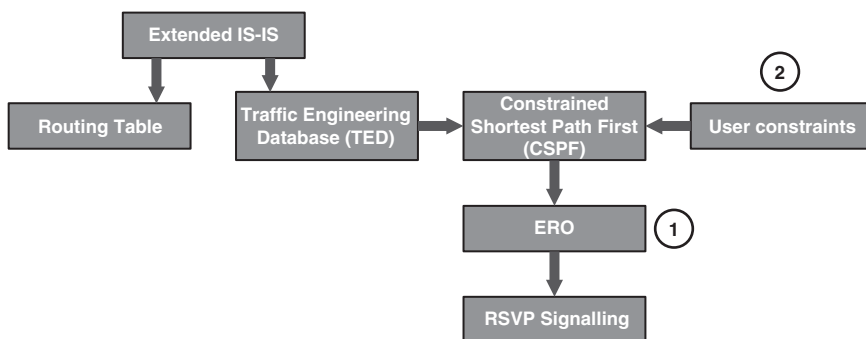 Extended IS-IS
2
Routing Table
Traffic Engineering
Database (TED)
Constrained
Shortest Path First
(CSPF)
User constraints
ERO
1
RSVP Signalling